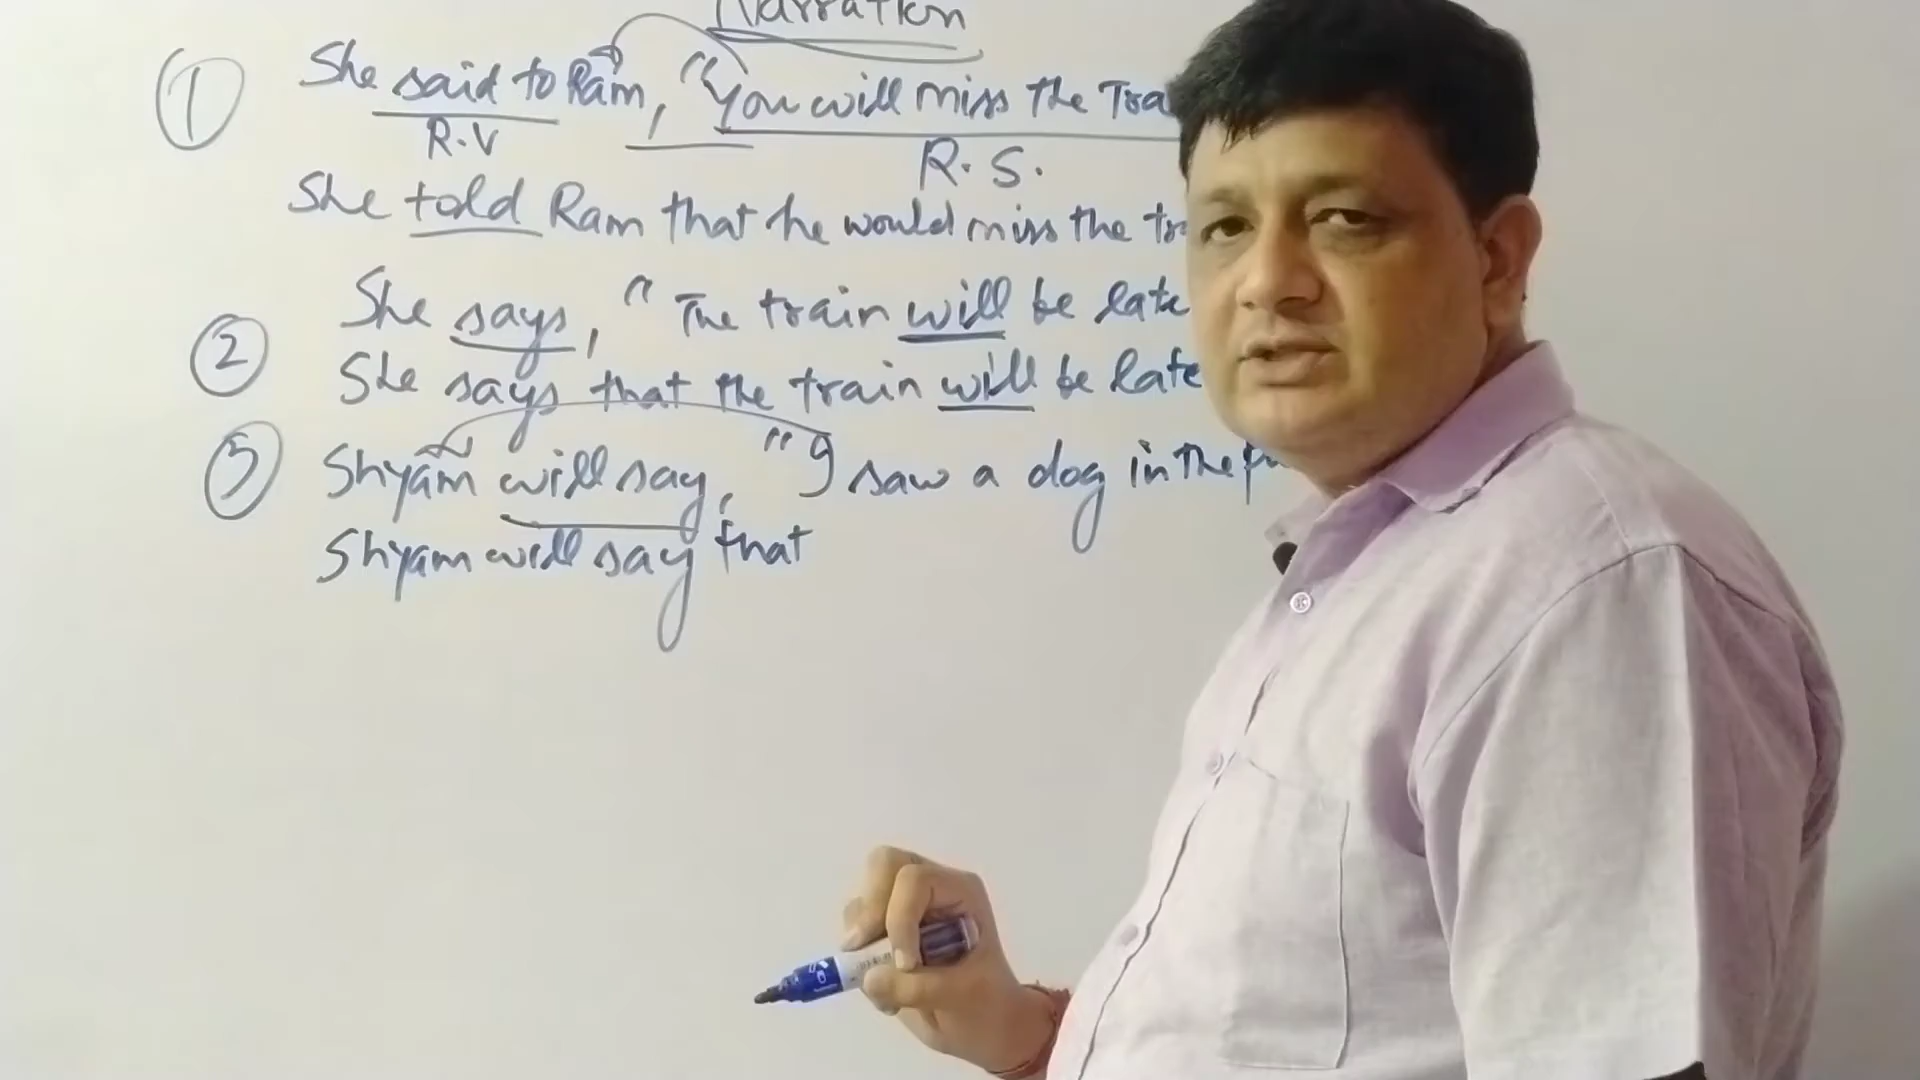 Narration
① She said to Ram, "You will miss the Tra
R.V
R.S.
She told Ram that he would miss the tra
② She says, "The train will be late
She says that the train will be late
③ Shyam will say, "I saw a dog in the
Shyam will say that